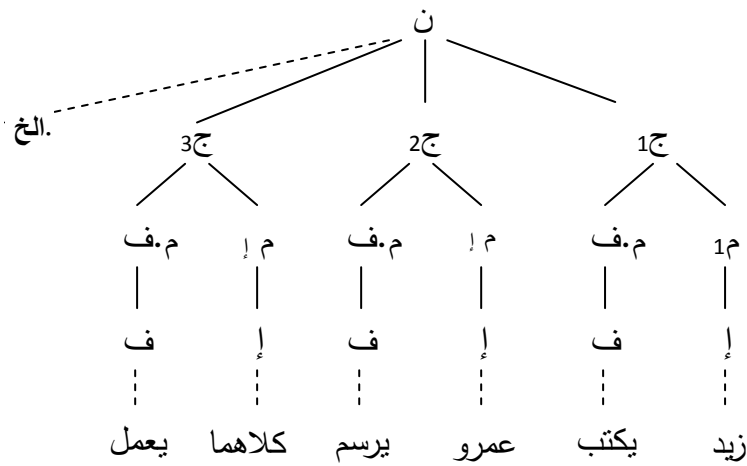 ن
ج1 ج2 ج3 .الخ
م1 م.ف م إ م.ف م إ م.ف
إ ف إ ف إ ف
زيد يكتب عمرو يرسم كلاهما يعمل